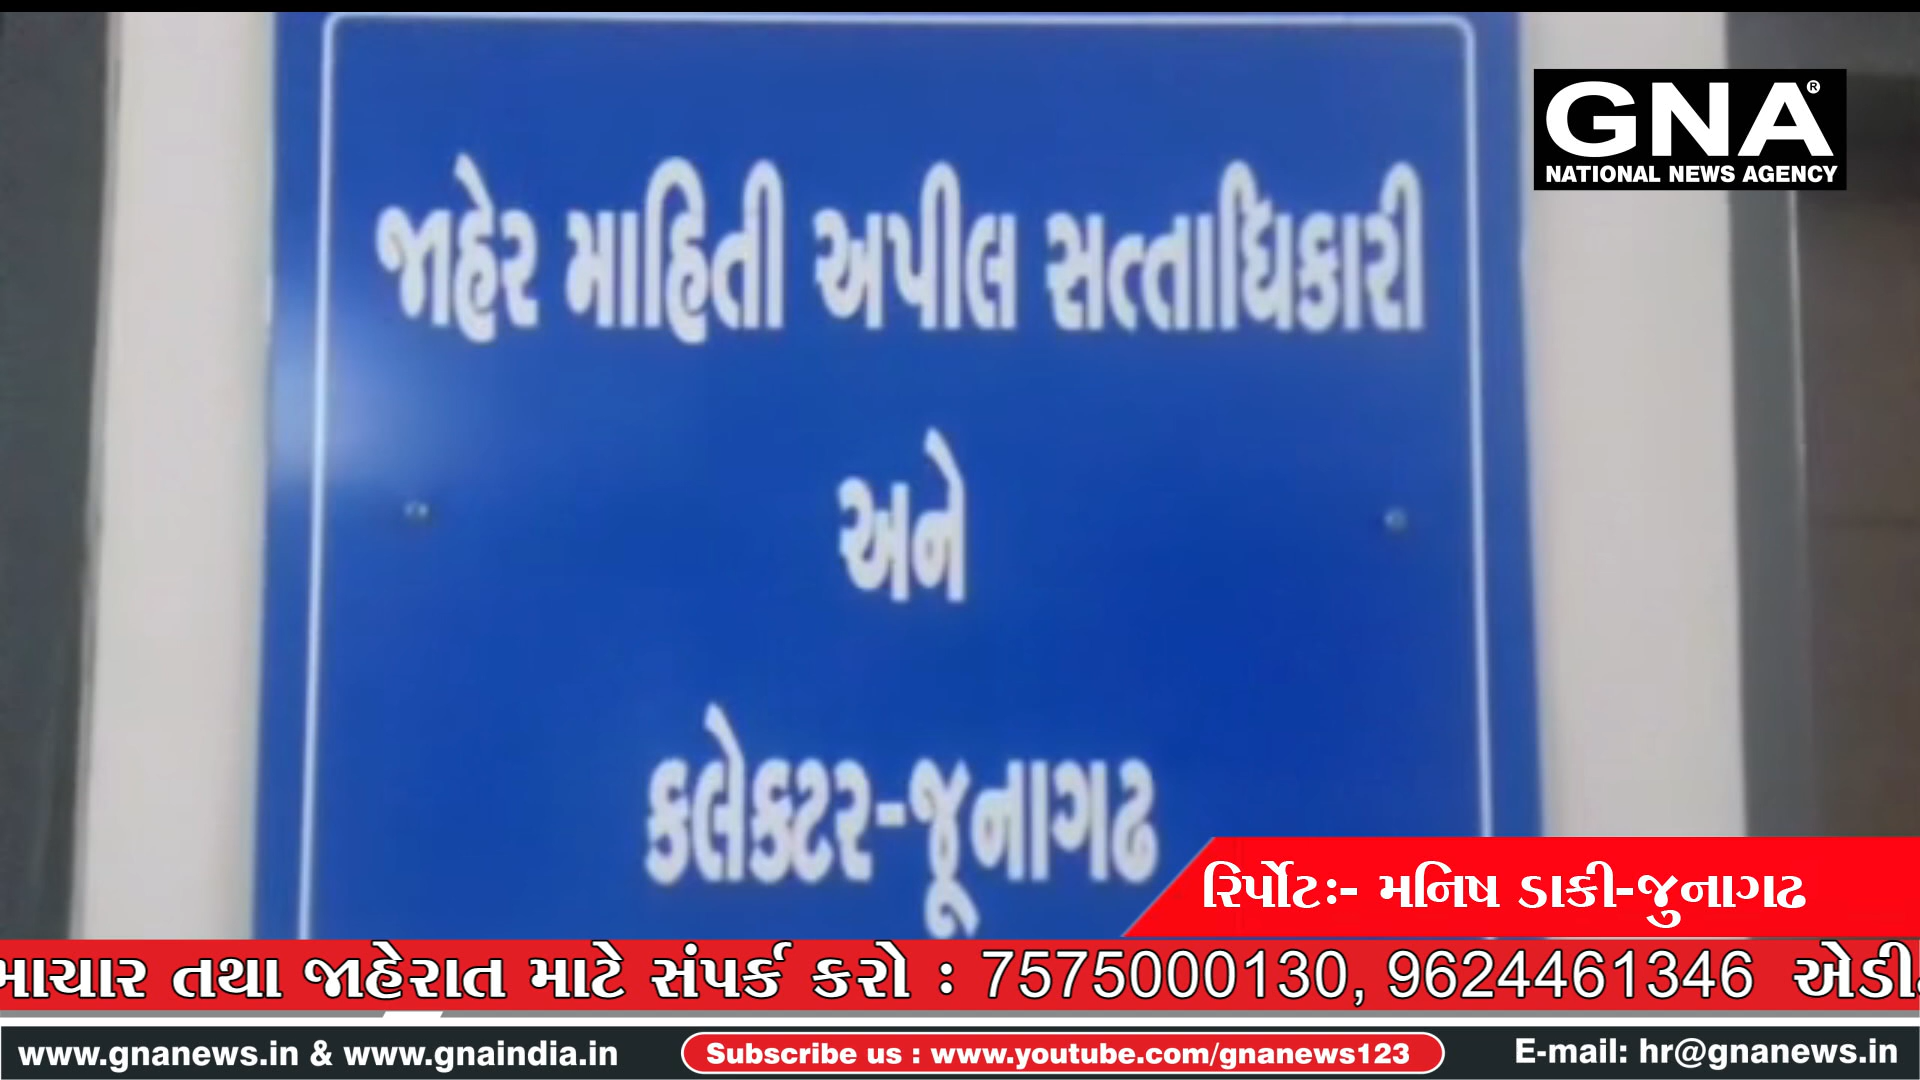 GNA®
NATIONAL NEWS AGENCY
જાહેર માહિતી અપીલ સત્તાધિકારી
અને
કલેક્ટર-જૂનાગઢ
રિર્પોટઃ- મનિષ ડાકી-જુનાગઢ
તથા જાહેરાત માટે સંપર્ક કરો : 7575000130, 9624461346
www.gnanews.in & www.gnaindia.in
Subscribe us : www.youtube.com/gnanews123
E-mail: hr@gnanews.in